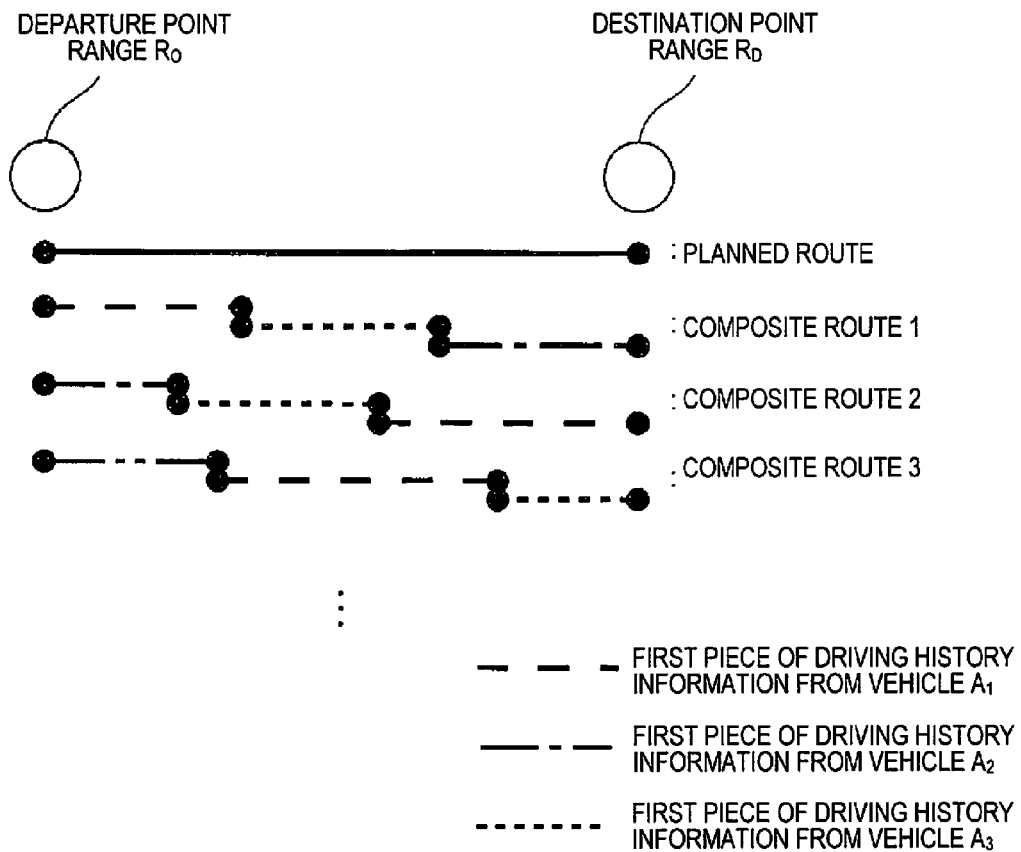 DEPARTURE POINT
RANGE RO
DESTINATION POINT
RANGE RD
: PLANNED ROUTE
: COMPOSITE ROUTE 1
: COMPOSITE ROUTE 2
: COMPOSITE ROUTE 3
FIRST PIECE OF DRIVING HISTORY
INFORMATION FROM VEHICLE A1
FIRST PIECE OF DRIVING HISTORY
INFORMATION FROM VEHICLE A2
FIRST PIECE OF DRIVING HISTORY
INFORMATION FROM VEHICLE A3